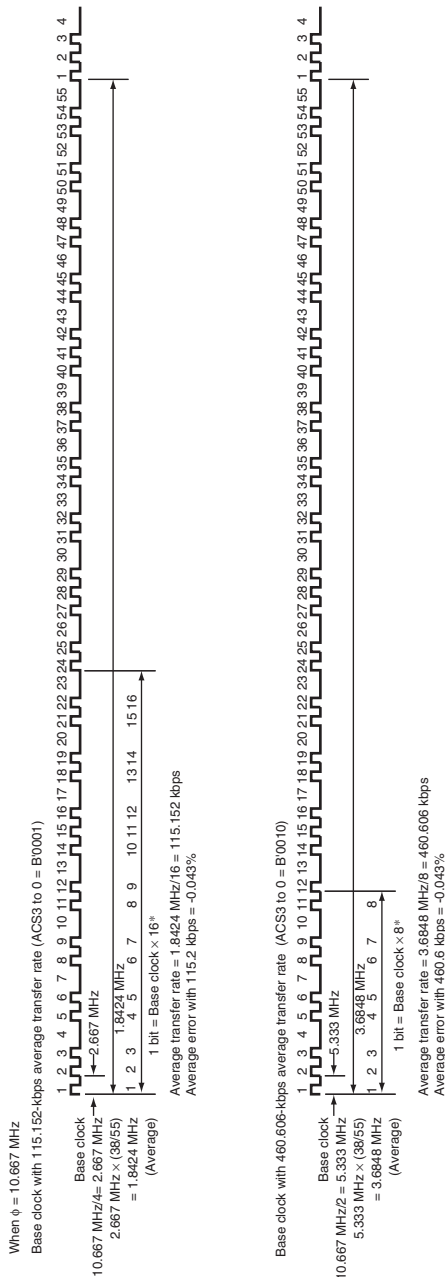 When φ = 10.667 MHz
Base clock with 115.152-kbps average transfer rate (ACS3 to 0 = B'0001)
1 2 3 4 5 6 7 8 9 10 11 12 13 14 15 16 17 18 19 20 21 22 23 24 25 26 27 28 29 30 31 32 33 34 35 36 37 38 39 40 41 42 43 44 45 46 47 48 49 50 51 52 53 54 55 1 2 3 4
Base clock
10.667 MHz/4= 2.667 MHz 2.667 MHz
2.667 MHz × (38/55) 1.8424 MHz
= 1.8424 MHz 1 2 3 4 5 6 7 8 9 10 11 12 13 14 15 16
(Average) 1 bit = Base clock × 16*
Average transfer rate = 1.8424 MHz/16 = 115.152 kbps
Average error with 115.2 kbps = -0.043%
Base clock with 460.606-kbps average transfer rate (ACS3 to 0 = B'0010)
1 2 3 4 5 6 7 8 9 10 11 12 13 14 15 16 17 18 19 20 21 22 23 24 25 26 27 28 29 30 31 32 33 34 35 36 37 38 39 40 41 42 43 44 45 46 47 48 49 50 51 52 53 54 55 1 2 3 4
Base clock
10.667 MHz/2 = 5.333 MHz 5.333 MHz
5.333 MHz × (38/55) 3.6848 MHz
= 3.6848 MHz 1 2 3 4 5 6 7 8
(Average) 1 bit = Base clock × 8*
Average transfer rate = 3.6848 MHz/8 = 460.606 kbps
Average error with 460.6 kbps = -0.043%